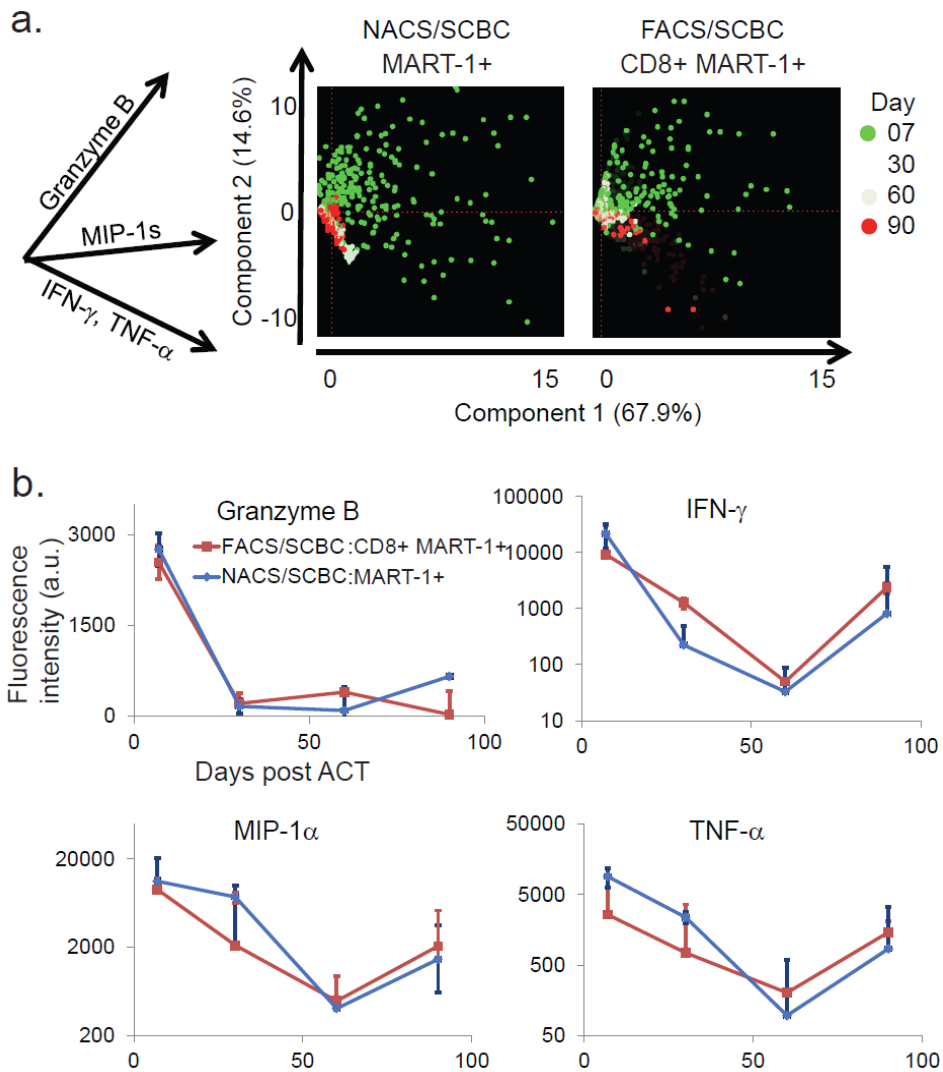 a.
Granzyme B
MIP-1s
IFN-γ, TNF-α
NACS/SCBC
MART-1+
FACS/SCBC
CD8+ MART-1+
Component 2 (14.6%)
10
0
-10
0
15
0
15
Component 1 (67.9%)
Day
07
30
60
90
b.
Granzyme B
FACS/SCBC:CD8+ MART-1+
NACS/SCBC:MART-1+
Fluorescence
intensity (a.u.)
3000
1500
0
0
50
100
Days post ACT
IFN-γ
100000
10000
1000
100
10
0
50
100
MIP-1α
20000
2000
200
0
50
100
TNF-α
50000
5000
500
50
0
50
100